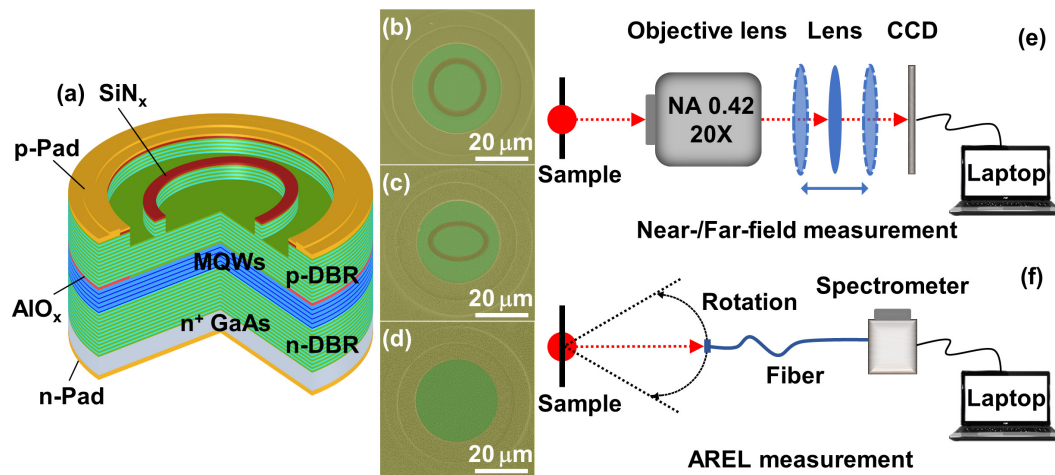 (a)
SiNx
p-Pad
MQWs
p-DBR
AlOx
n+ GaAs
n-DBR
n-Pad
(b)
20 μm
(c)
20 μm
(d)
20 μm
Objective lens
Lens
CCD
(e)
NA 0.42
20X
Sample
Laptop
Near-/Far-field measurement
(f)
Rotation
Spectrometer
Fiber
Sample
Laptop
AREL measurement